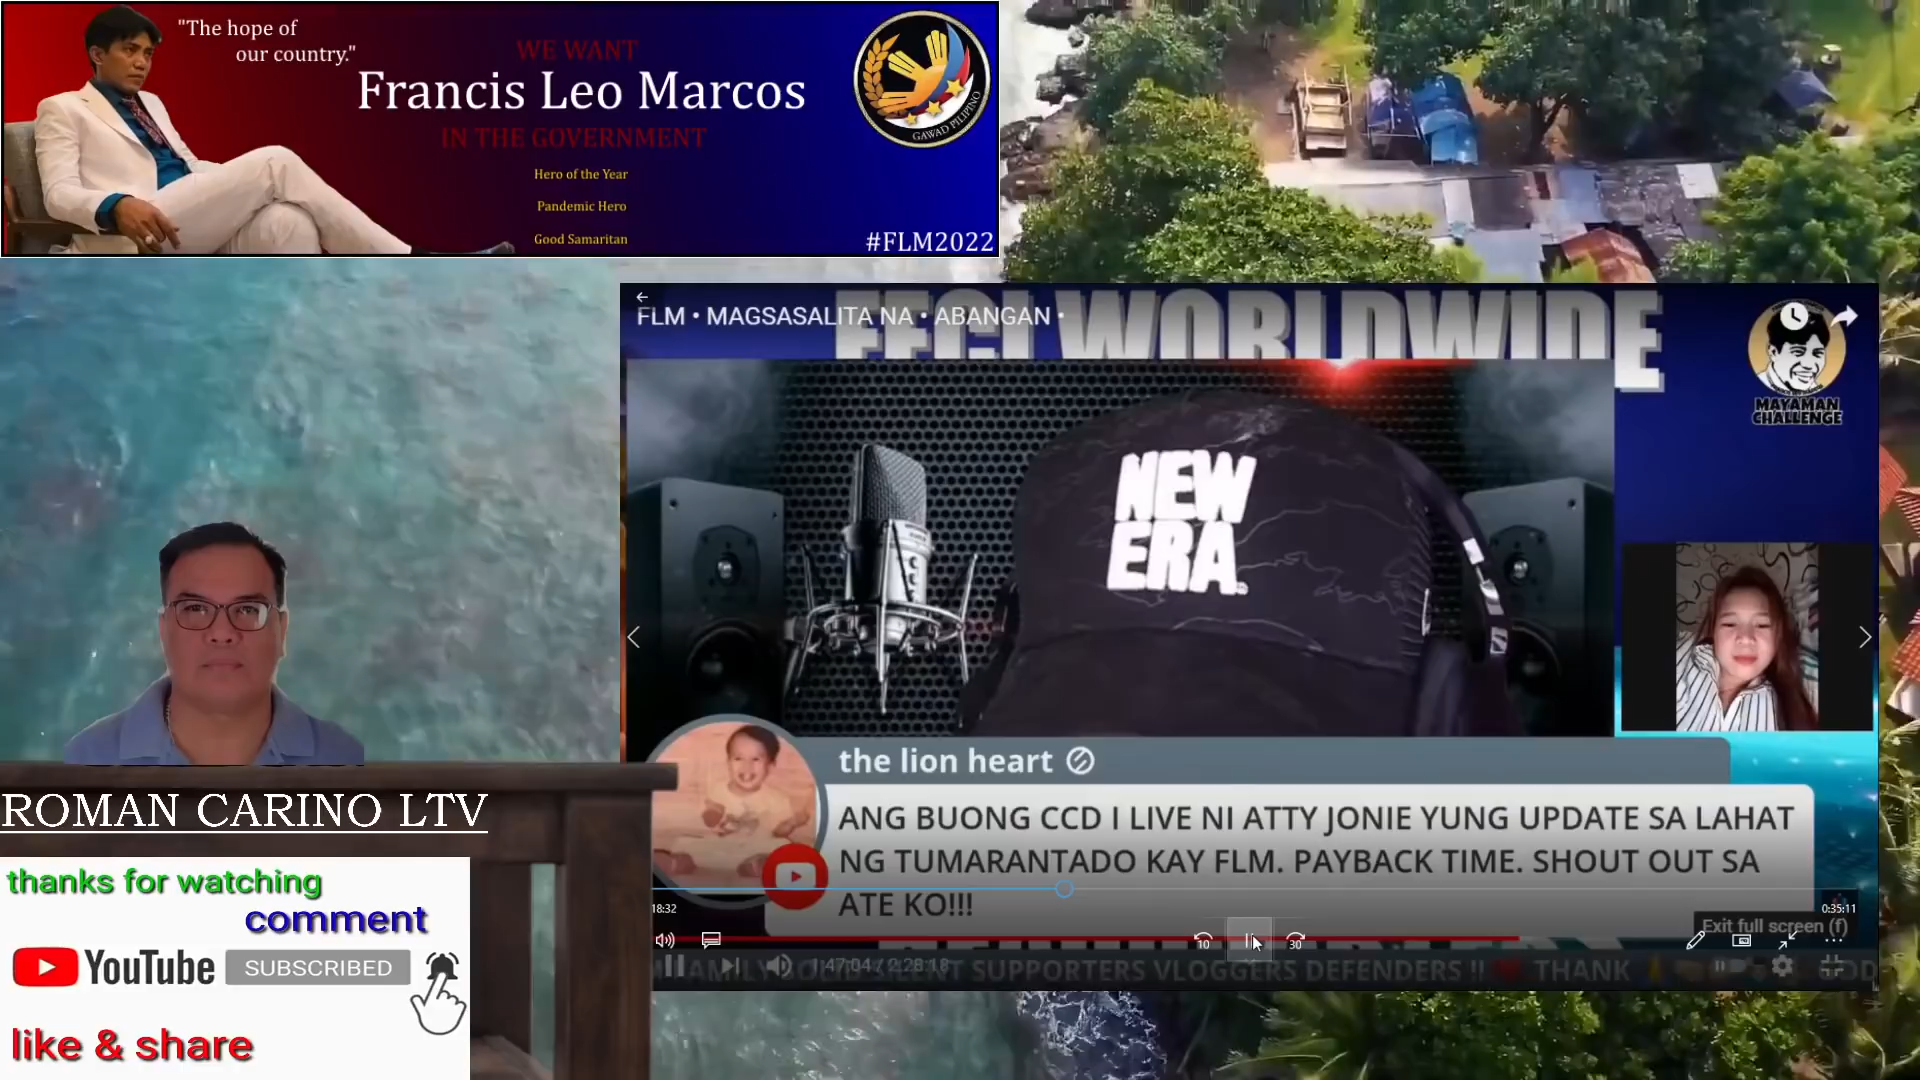 "The hope of
our country."
WE WANT
Francis Leo Marcos
IN THE GOVERNMENT
Hero of the Year
Pandemic Hero
Good Samaritan
#FLM2022
GAWAD PILIPINO
FLM • MAGSASALITA NA • ABANGAN •
WORLDWIDE
MAYAMAN
CHALLENGE
NEW
ERA
the lion heart
ANG BUONG CCD I LIVE NI ATTY JONIE YUNG UPDATE SA LAHAT
NG TUMARANTADO KAY FLM. PAYBACK TIME. SHOUT OUT SA
ATE KO!!!
18:32
0:35:11
Exit full screen (f)
10
30
1:47:04 / 2:28:18
SUPPORTER VLOGGERS DEFENDERS !! THANK
ROMAN CARINO LTV
thanks for watching
comment
YouTube
SUBSCRIBED
like & share